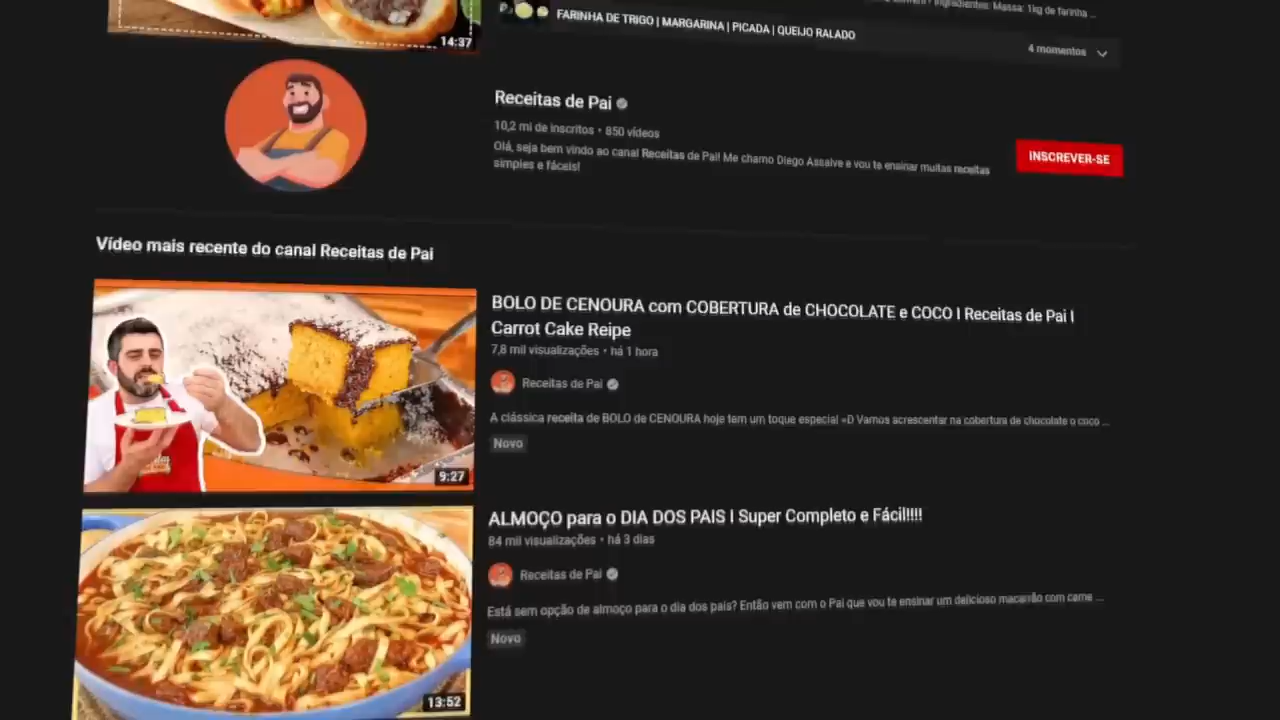 Ingredientes: Massa: 1kg de farinha ...
14:37
FARINHA DE TRIGO | MARGARINA | PICADA | QUEIJO RALADO
4 momentos
Receitas de Pai
10,2 mi de inscritos • 850 vídeos
Olá, seja bem vindo ao canal Receitas de Pai! Me chamo Diego Assalve e vou te ensinar muitas receitas
simples e fáceis!
INSCREVER-SE
Vídeo mais recente do canal Receitas de Pai
BOLO DE CENOURA com COBERTURA de CHOCOLATE e COCO I Receitas de Pai I
Carrot Cake Reipe
7,8 mil visualizações • há 1 hora
Receitas de Pai
A clássica receita de BOLO de CENOURA hoje tem um toque especial =D Vamos acrescentar na cobertura de chocolate o coco ...
Novo
9:27
ALMOÇO para o DIA DOS PAIS I Super Completo e Fácil!!!!
84 mil visualizações • há 3 dias
Receitas de Pai
Está sem opção de almoço para o dia dos pais? Então vem com o Pai que vou te ensinar um delicioso macarrão com carne ...
Novo
13:52